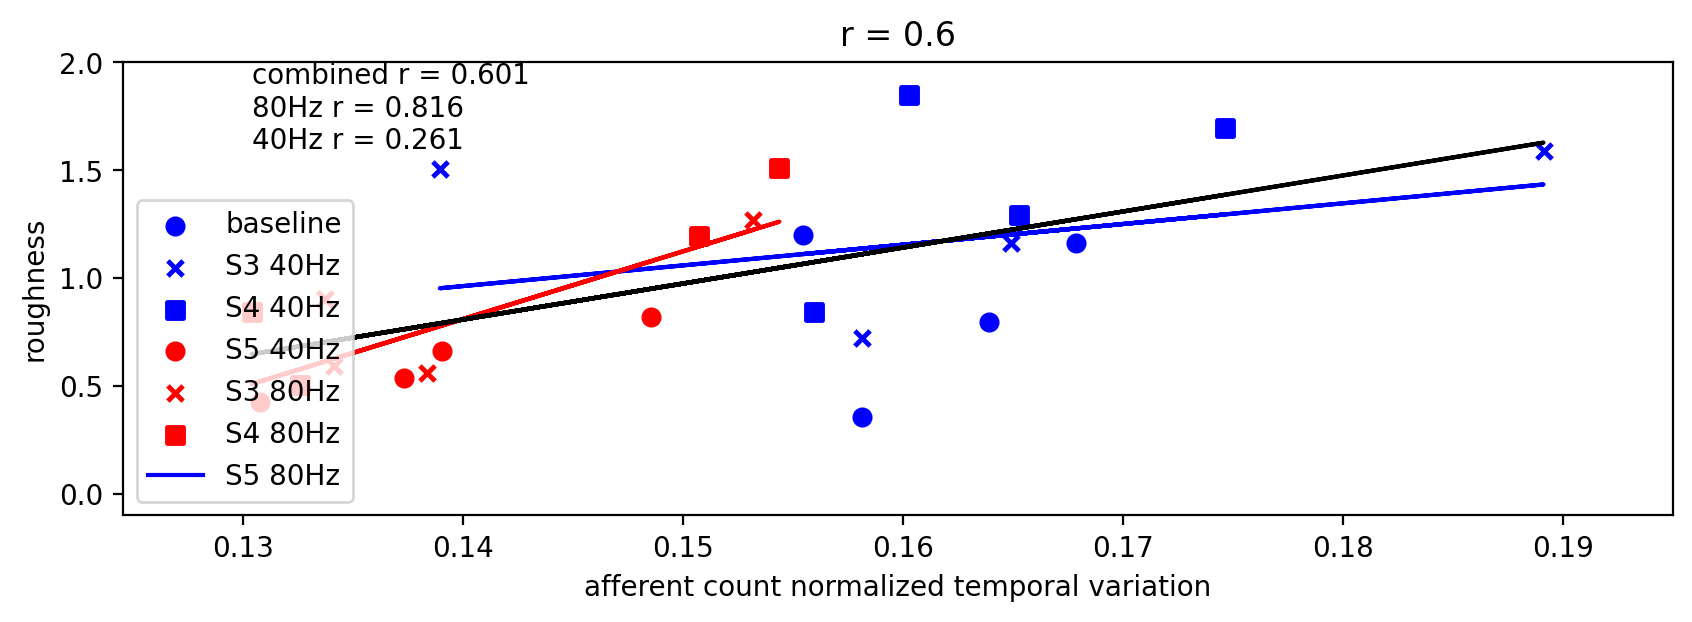 r = 0.6
combined r = 0.601
80Hz r = 0.816
40Hz r = 0.261
baseline
S3 40Hz
S4 40Hz
S5 40Hz
S3 80Hz
S4 80Hz
S5 80Hz
roughness
2.0
1.5
1.0
0.5
0.0
0.13 0.14 0.15 0.16 0.17 0.18 0.19
afferent count normalized temporal variation